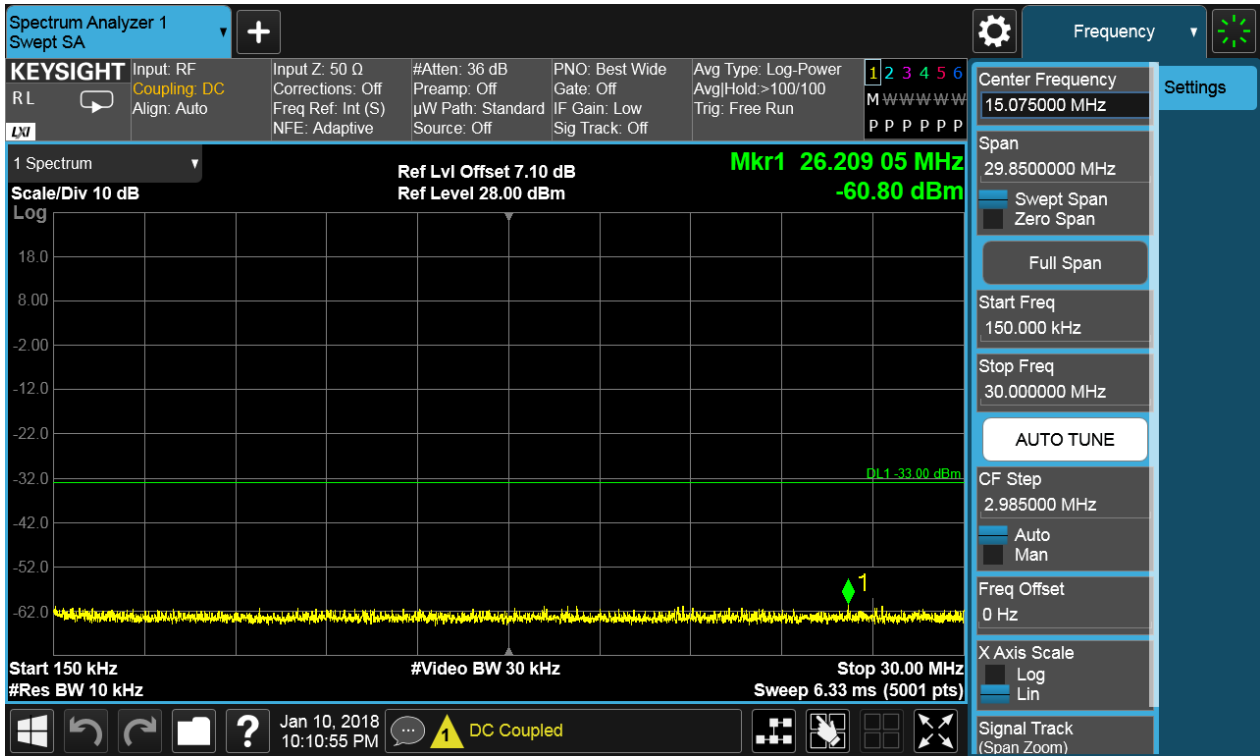 Spectrum Analyzer 1
Swept SA
+
Frequency
KEYSIGHT
RL
LXI
Input: RF
Coupling: DC
Align: Auto
Input Z: 50 Ω
Corrections: Off
Freq Ref: Int (S)
NFE: Adaptive
#Atten: 36 dB
Preamp: Off
µW Path: Standard
Source: Off
PNO: Best Wide
Gate: Off
IF Gain: Low
Sig Track: Off
Avg Type: Log-Power
Avg|Hold:>100/100
Trig: Free Run
1 2 3 4 5 6
M W W W W W
P P P P P P
1 Spectrum
Scale/Div 10 dB
Log
Ref Lvl Offset 7.10 dB
Ref Level 28.00 dBm
Mkr1 26.209 05 MHz
-60.80 dBm
18.0
8.00
-2.00
-12.0
-22.0
-32.0
-42.0
-52.0
-62.0
DL1 -33.00 dBm
1
Start 150 kHz
#Res BW 10 kHz
#Video BW 30 kHz
Stop 30.00 MHz
Sweep 6.33 ms (5001 pts)
Center Frequency
15.075000 MHz
Span
29.8500000 MHz
Swept Span
Zero Span
Full Span
Start Freq
150.000 kHz
Stop Freq
30.000000 MHz
AUTO TUNE
CF Step
2.985000 MHz
Auto
Man
Freq Offset
0 Hz
X Axis Scale
Log
Lin
Signal Track
(Span Zoom)
Settings
?
Jan 10, 2018
10:10:55 PM
1
DC Coupled